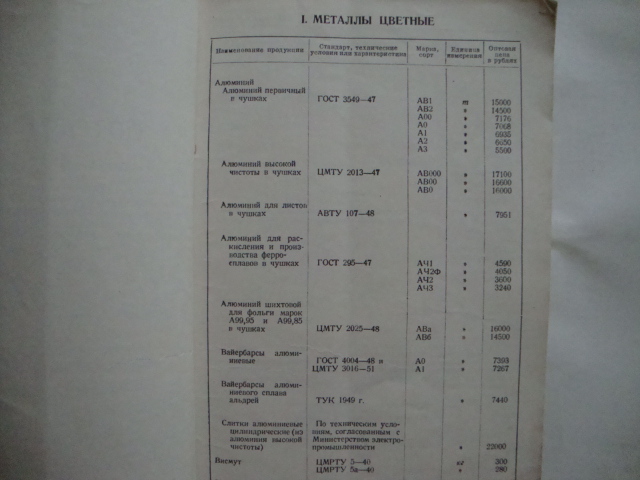 I. МЕТАЛЛЫ ЦВЕТНЫЕ
Наименование продукции Стандарт, технические условия или характеристика Марка, сорт Единица измерения Оптовая цена в рублях
Алюминий
Алюминий первичный
в чушках ГОСТ 3549—47 АВ1 т 15000
АВ2 » 14500
А00 » 7176
А0 »
А1 »
А2 »
А3 » 5500
Алюминий высокой
чистоты в чушках ЦМТУ 2013—47 АВ000 » 17100
АВ00 » 16600
АВ0 » 16000
Алюминий для листов
в чушках АВТУ 107—48 » 7951
Алюминий для рас-
кисления и произ-
водства ферро-
сплавов в чушках ГОСТ 295—47 АЧ1 » 4590
АЧ2Ф » 4050
АЧ2 » 3600
АЧ3 » 3240
Алюминий шихтовой
для фольги марок
А99,95 и А99,85
в чушках ЦМТУ 2025—48 АВа » 16000
АВб » 14500
Вайербарсы алюми-
ниевые ГОСТ 4004—48 и А0 »
ЦМТУ 3016—51 А1 » 7267
Вайербарсы алюми-
ниевого сплава
альдрей ТУК 1949 г. » 7440
Слитки алюминиевые По техническим усло-
цилиндрические (из виям, согласованным с
алюминия высокой Министерством электро-
чистоты) промышленности » 22000
Висмут ЦМРТУ 5—40 кг 300
ЦМРТУ 5а—40 » 280